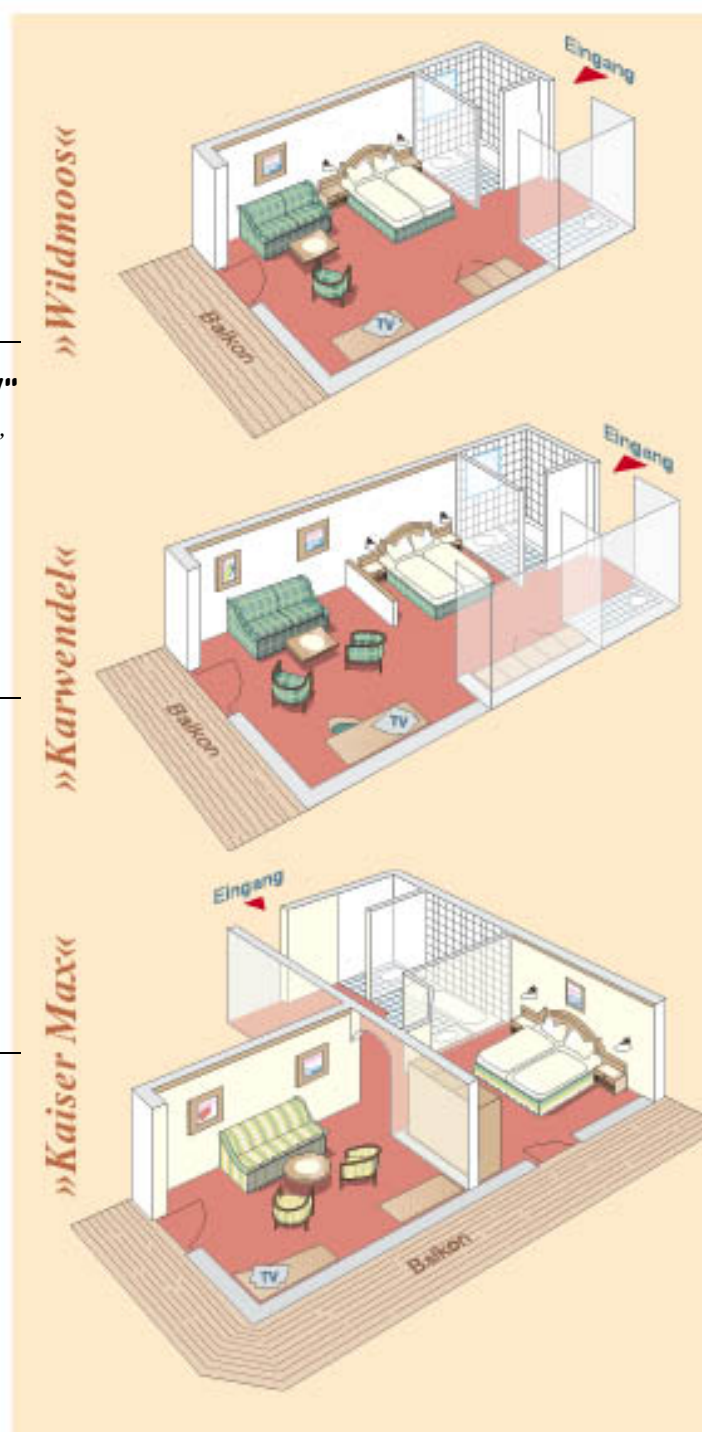 Eingang
»Wildmoos«
TV
Balkon
"
,
Eingang
»Karwendel«
TV
Balkon
Eingang
»Kaiser Max«
Balkon
TV